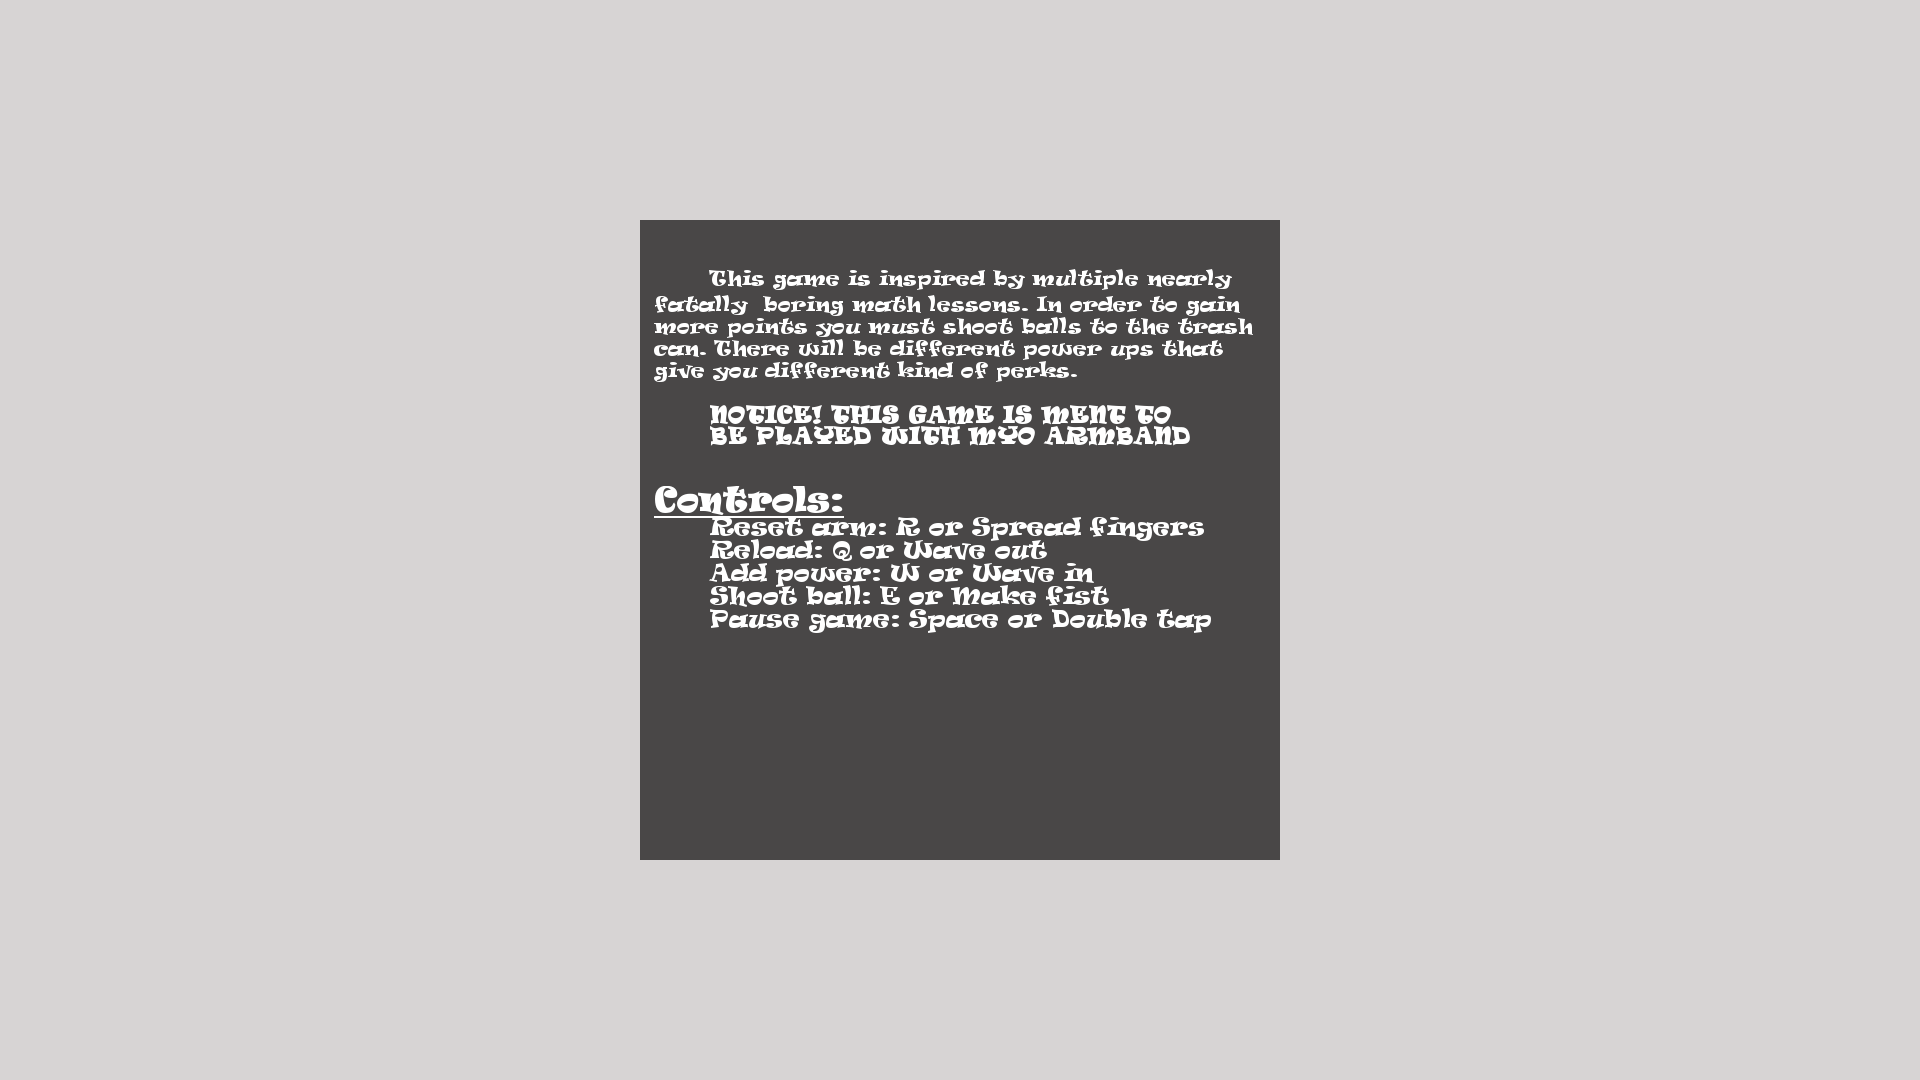 This game is inspired by multiple nearly
fatally boring math lessons. In order to gain
more points you must shoot balls to the trash
can. There will be different power ups that
give you different kind of perks.
NOTICE! THIS GAME IS MENT TO
BE PLAYED WITH MYO ARMBAND
Controls:
Reset arm: R or Spread fingers
Reload: Q or Wave out
Add power: W or Wave in
Shoot ball: E or Make fist
Pause game: Space or Double tap